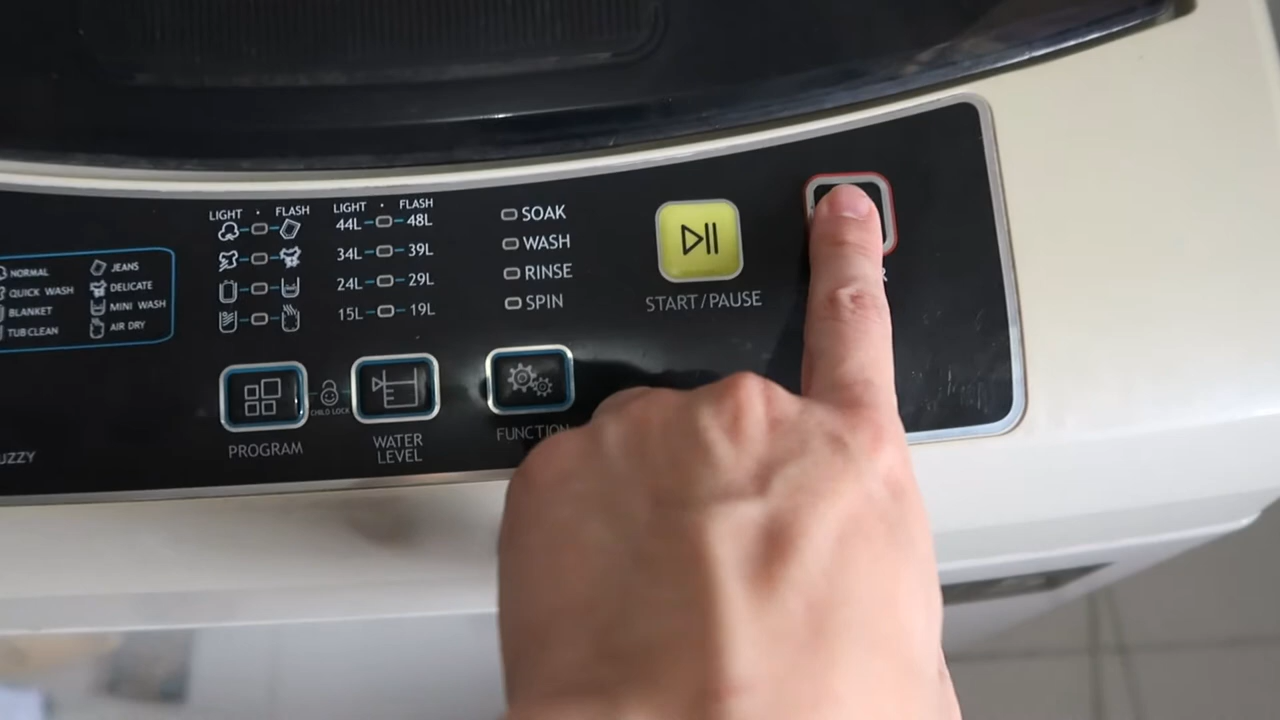 LIGHT · FLASH
LIGHT · FLASH
44L 48L
34L 39L
24L 29L
15L 19L
SOAK
WASH
RINSE
SPIN
START/PAUSE
NORMAL JEANS
QUICK WASH DELICATE
BLANKET MINI WASH
TUB CLEAN AIR DRY
CHILD LOCK
PROGRAM
WATER
LEVEL
FUNCTION
UZZY
R